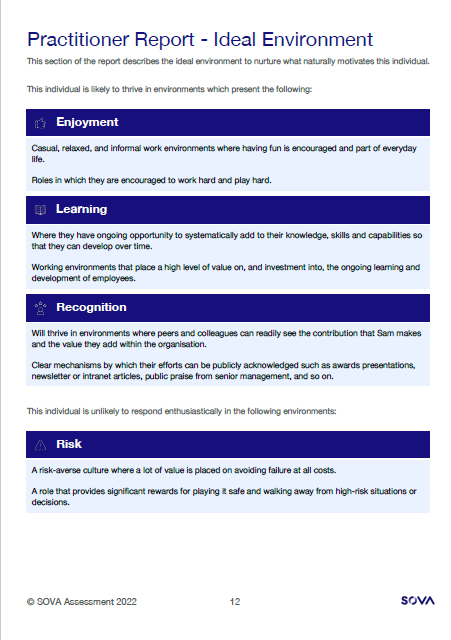 Practitioner Report - Ideal Environment
This section of the report describes the ideal environment to nurture what naturally motivates this individual.
This individual is likely to thrive in environments which present the following:
Enjoyment
Casual, relaxed, and informal work environments where having fun is encouraged and part of everyday
life.
Roles in which they are encouraged to work hard and play hard.
Learning
Where they have ongoing opportunity to systematically add to their knowledge, skills and capabilities so
that they can develop over time.
Working environments that place a high level of value on, and investment into, the ongoing learning and
development of employees.
Recognition
Will thrive in environments where peers and colleagues can readily see the contribution that Sam makes
and the value they add within the organisation.
Clear mechanisms by which their efforts can be publicly acknowledged such as awards presentations,
newsletter or intranet articles, public praise from senior management, and so on.
This individual is unlikely to respond enthusiastically in the following environments:
Risk
A risk-averse culture where a lot of value is placed on avoiding failure at all costs.
A role that provides significant rewards for playing it safe and walking away from high-risk situations or
decisions.
© SOVA Assessment 2022
12
SOVA